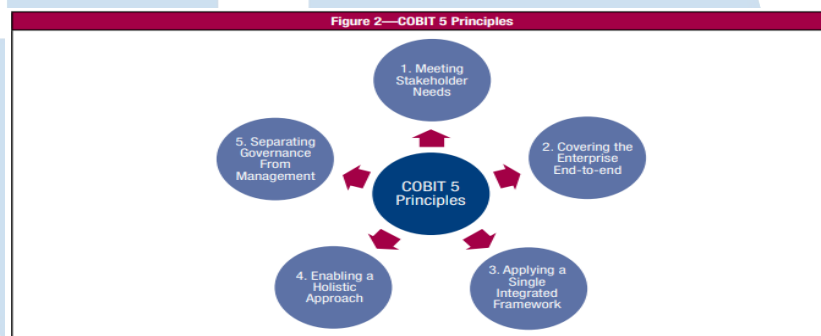 Figure 2—COBIT 5 Principles
1. Meeting
Stakeholder
Needs
5. Separating
Governance
From
Management
2. Covering the
Enterprise
End-to-end
COBIT 5
Principles
4. Enabling a
Holistic
Approach
3. Applying a
Single
Integrated
Framework